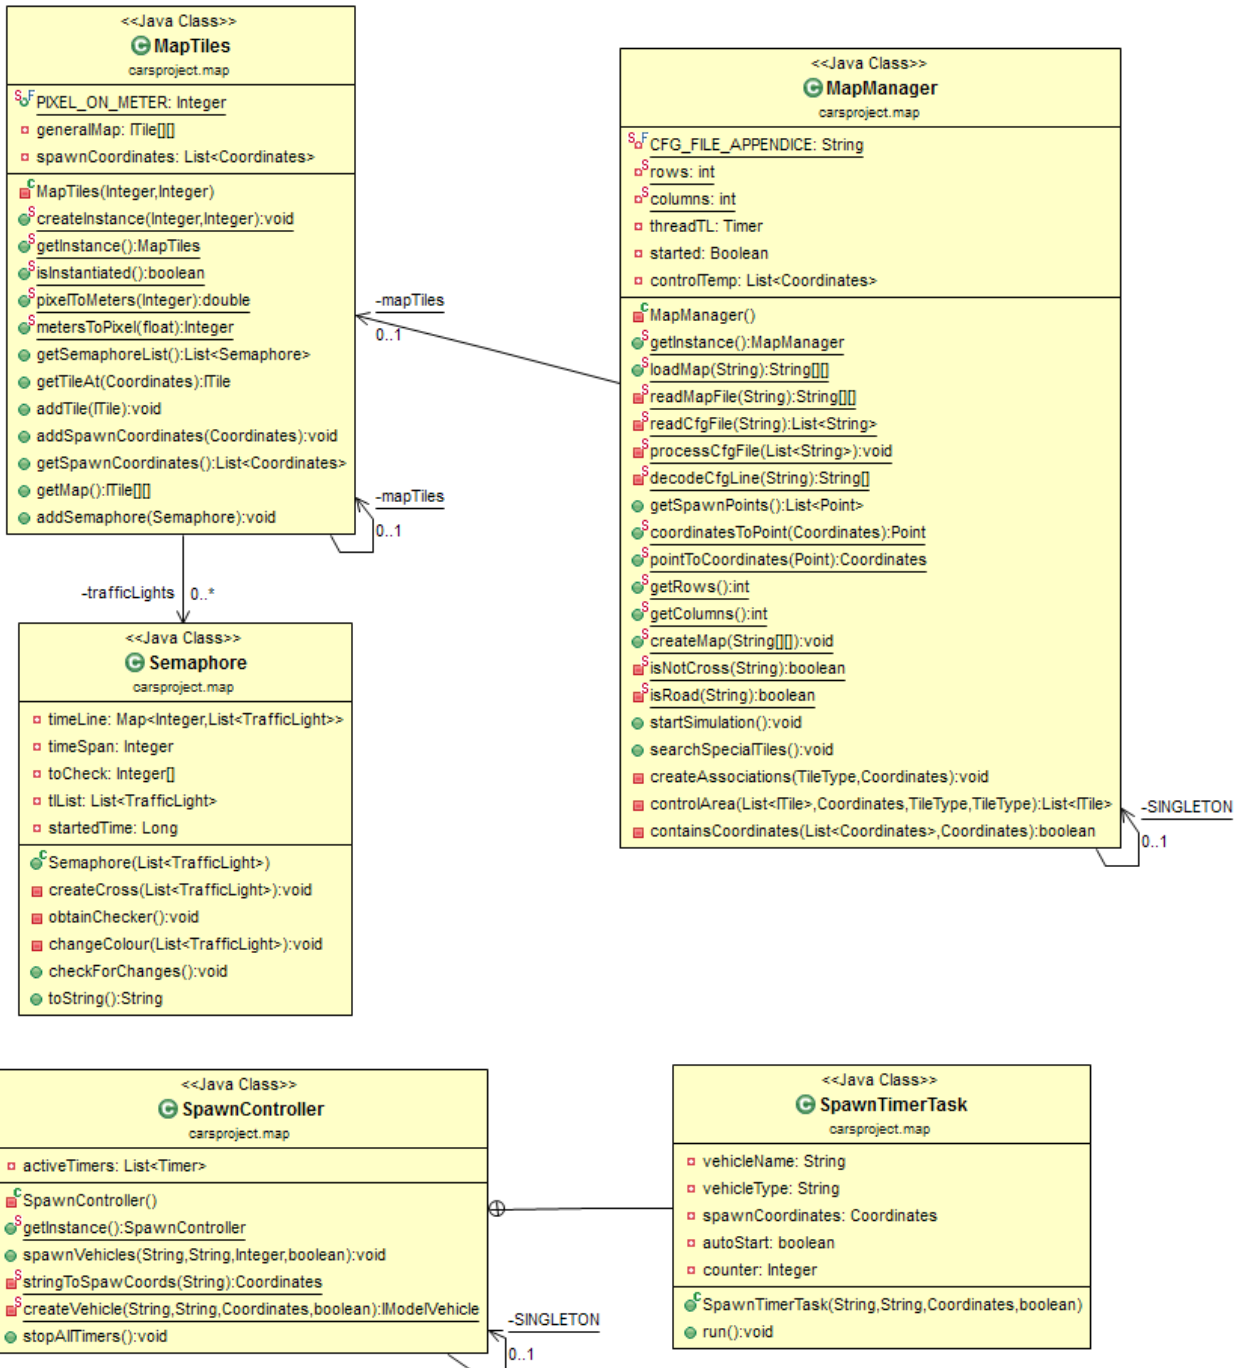 <<Java Class>>
MapTiles
carsproject.map
PIXEL_ON_METER: Integer
generalMap: ITile[][]
spawnCoordinates: List<Coordinates>
MapTiles(Integer,Integer)
createInstance(Integer,Integer):void
getInstance():MapTiles
isInstantiated():boolean
pixelToMeters(Integer):double
metersToPixel(float):Integer
getSemaphoreList():List<Semaphore>
getTileAt(Coordinates):ITile
addTile(ITile):void
addSpawnCoordinates(Coordinates):void
getSpawnCoordinates():List<Coordinates>
getMap():ITile[][]
addSemaphore(Semaphore):void
-mapTiles
0..1
-mapTiles
0..1
<<Java Class>>
MapManager
carsproject.map
CFG_FILE_APPENDICE: String
rows: int
columns: int
threadTL: Timer
started: Boolean
controlTemp: List<Coordinates>
MapManager()
getInstance():MapManager
loadMap(String):String[][]
readMapFile(String):String[][]
readCfgFile(String):List<String>
processCfgFile(List<String>):void
decodeCfgLine(String):String[]
getSpawnPoints():List<Point>
coordinatesToPoint(Coordinates):Point
pointToCoordinates(Point):Coordinates
getRows():int
getColumns():int
createMap(String[][]):void
isNotCross(String):boolean
isRoad(String):boolean
startSimulation():void
searchSpecialTiles():void
createAssociations(TileType,Coordinates):void
controlArea(List<ITile>,Coordinates,TileType,TileType):List<ITile>
containsCoordinates(List<Coordinates>,Coordinates):boolean
-SINGLETON
0..1
-trafficLights 0..*
<<Java Class>>
Semaphore
carsproject.map
timeLine: Map<Integer,List<TrafficLight>>
timeSpan: Integer
toCheck: Integer[]
tlList: List<TrafficLight>
startedTime: Long
Semaphore(List<TrafficLight>)
createCross(List<TrafficLight>):void
obtainChecker():void
changeColour(List<TrafficLight>):void
checkForChanges():void
toString():String
<<Java Class>>
SpawnController
carsproject.map
activeTimers: List<Timer>
SpawnController()
getInstance():SpawnController
spawnVehicles(String,String,Integer,boolean):void
stringToSpawCoords(String):Coordinates
createVehicle(String,String,Coordinates,boolean):IModelVehicle
stopAllTimers():void
-SINGLETON
0..1
<<Java Class>>
SpawnTimerTask
carsproject.map
vehicleName: String
vehicleType: String
spawnCoordinates: Coordinates
autoStart: boolean
counter: Integer
SpawnTimerTask(String,String,Coordinates,boolean)
run():void